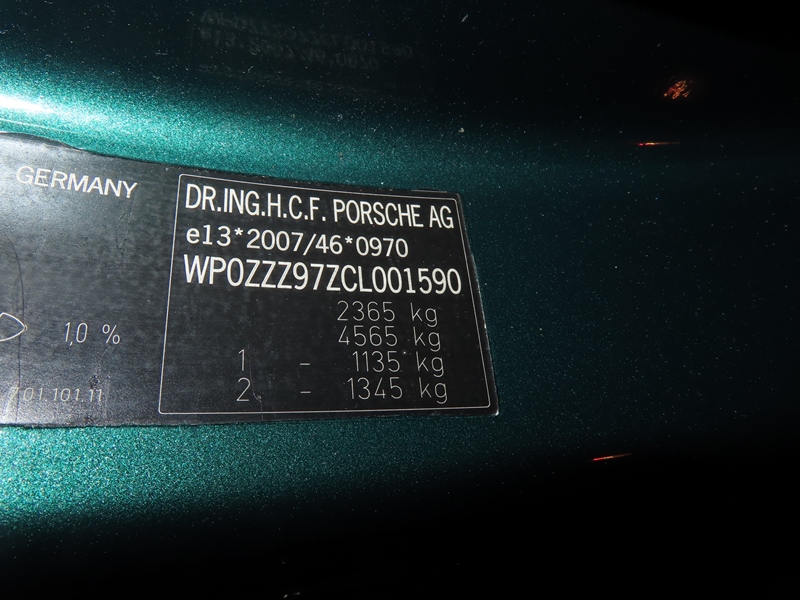 GERMANY
DR.ING.H.C.F. PORSCHE AG
e13*2007/46*0970
WP0ZZZ97ZCL001590
2365 kg
4565 kg
1 - 1135 kg
2 - 1345 kg
1,0 %
7.01.101.11